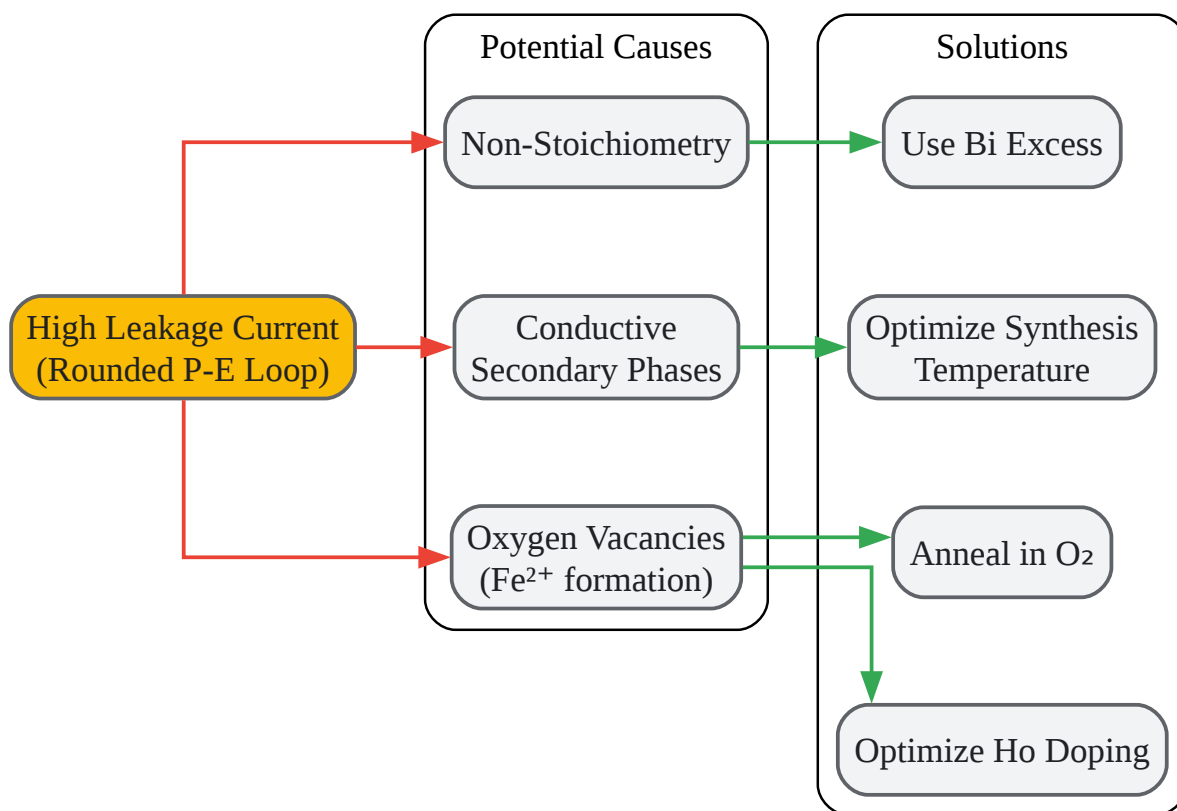 Potential Causes
Solutions
Non-Stoichiometry
Use Bi Excess
High Leakage Current
(Rounded P-E Loop)
Conductive
Secondary Phases
Optimize Synthesis
Temperature
Oxygen Vacancies
(Fe²⁺ formation)
Anneal in O₂
Optimize Ho Doping